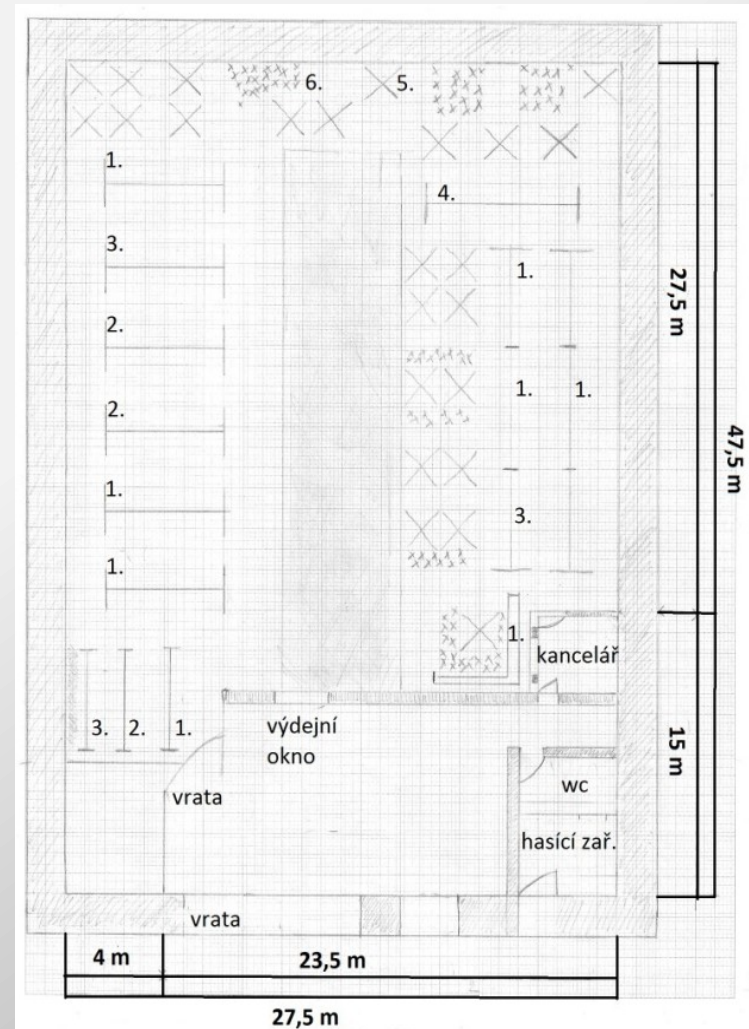 6.
5.
1.
4.
3.
1.
2.
1.
1.
2.
1.
3.
1.
1.
kancelář
3.
2.
1.
výdejní
okno
vrata
wc
hasící zař.
vrata
27,5 m
47,5 m
15 m
4 m
23,5 m
27,5 m